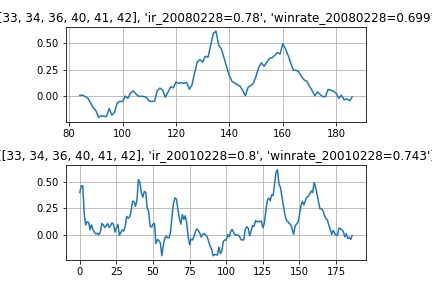 [33, 34, 36, 40, 41, 42], 'ir_20080228=0.78', 'winrate_20080228=0.699'
0.50
0.25
0.00
80 100 120 140 160 180
[[33, 34, 36, 40, 41, 42], 'ir_20010228=0.8', 'winrate_20010228=0.743']
0.50
0.25
0.00
0 25 50 75 100 125 150 175